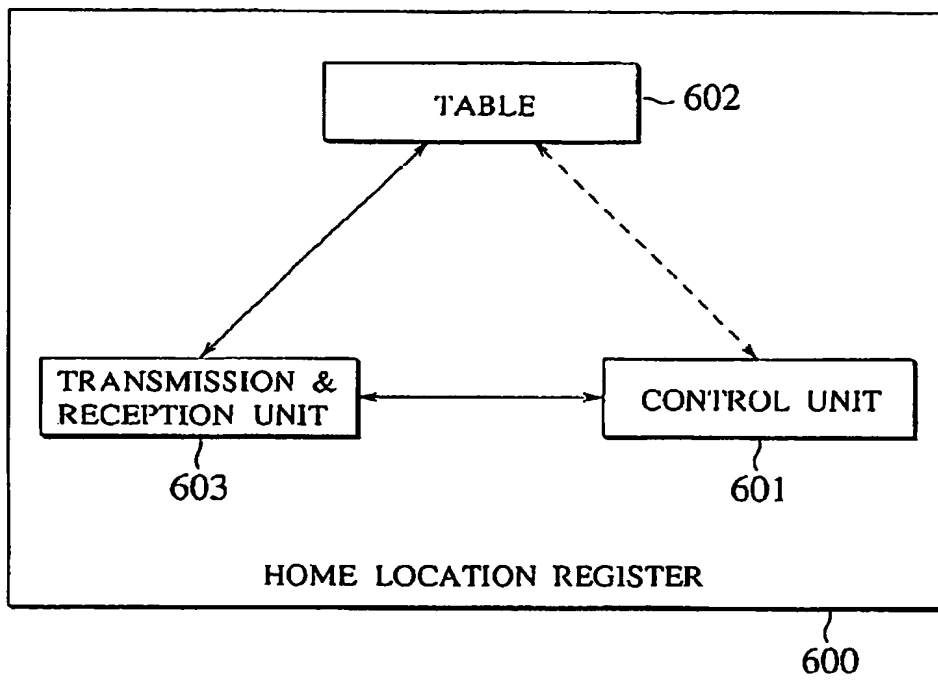 TABLE
602
TRANSMISSION &
RECEPTION UNIT
CONTROL UNIT
603
601
HOME LOCATION REGISTER
600